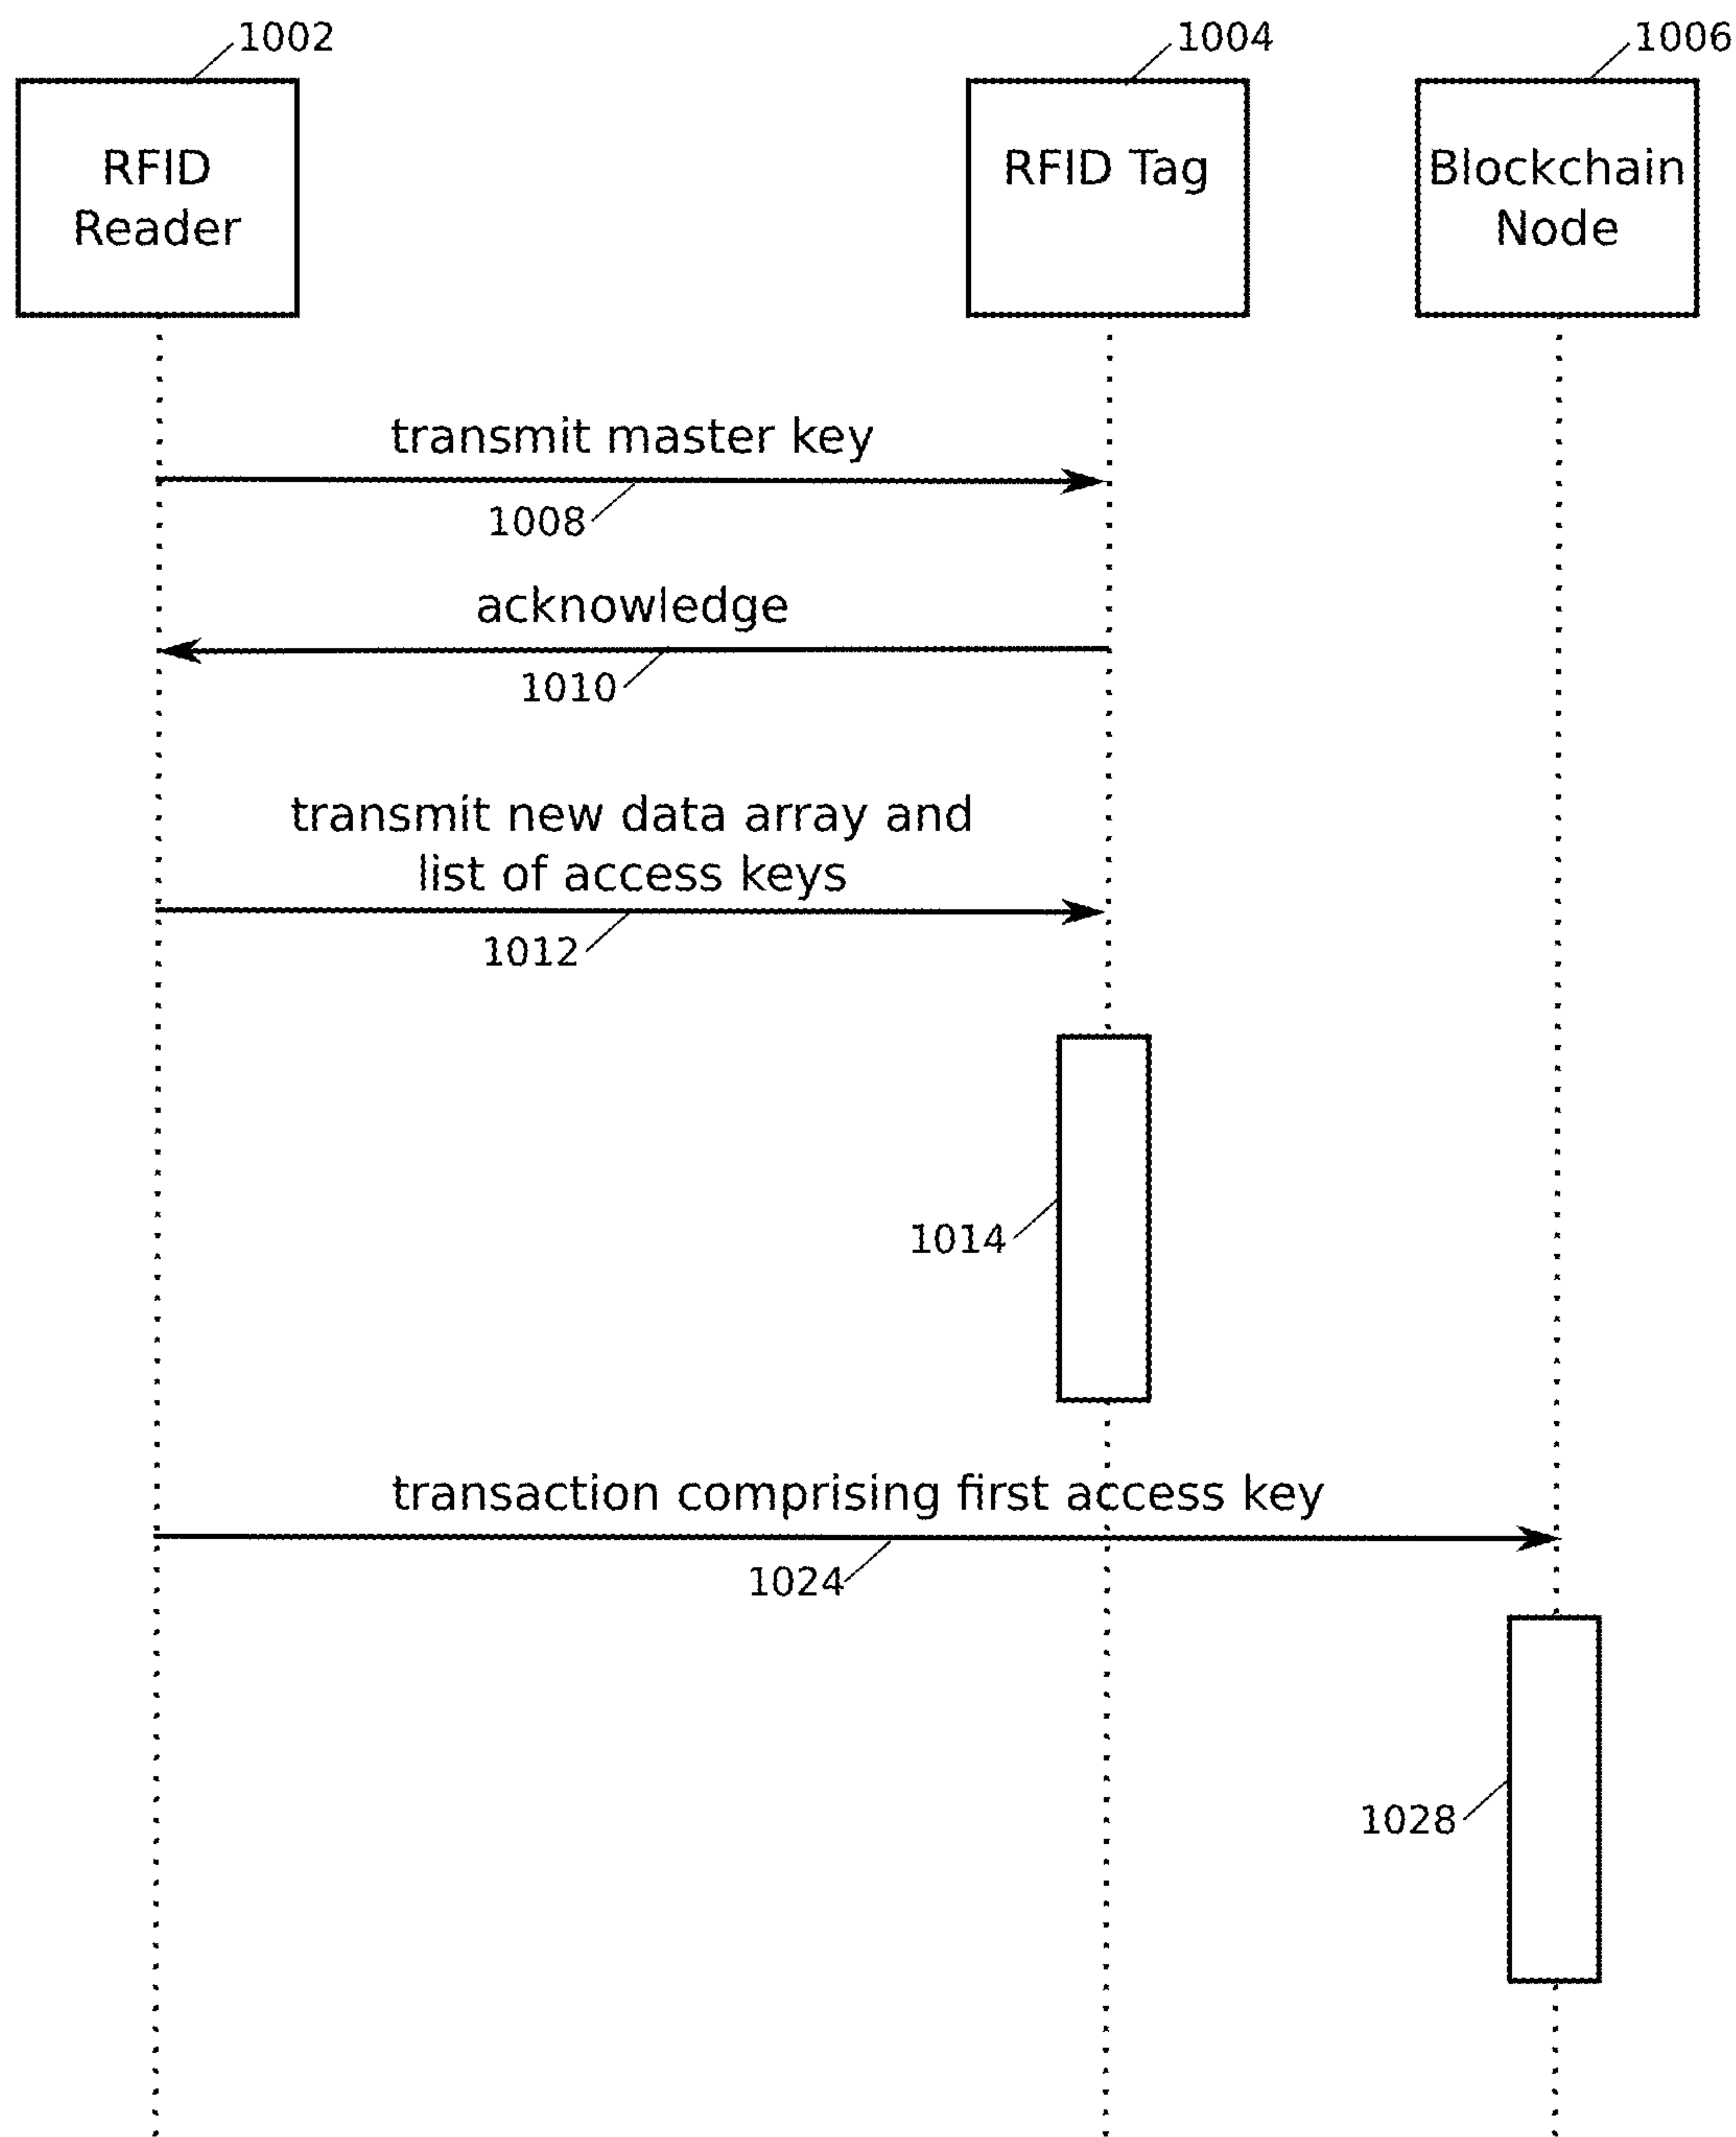 1002
1004
1006
RFID
Reader
RFID Tag
Blockchain
Node
transmit master key
1008
acknowledge
1010
transmit new data array and
list of access keys
1012
1014
transaction comprising first access key
1024
1028